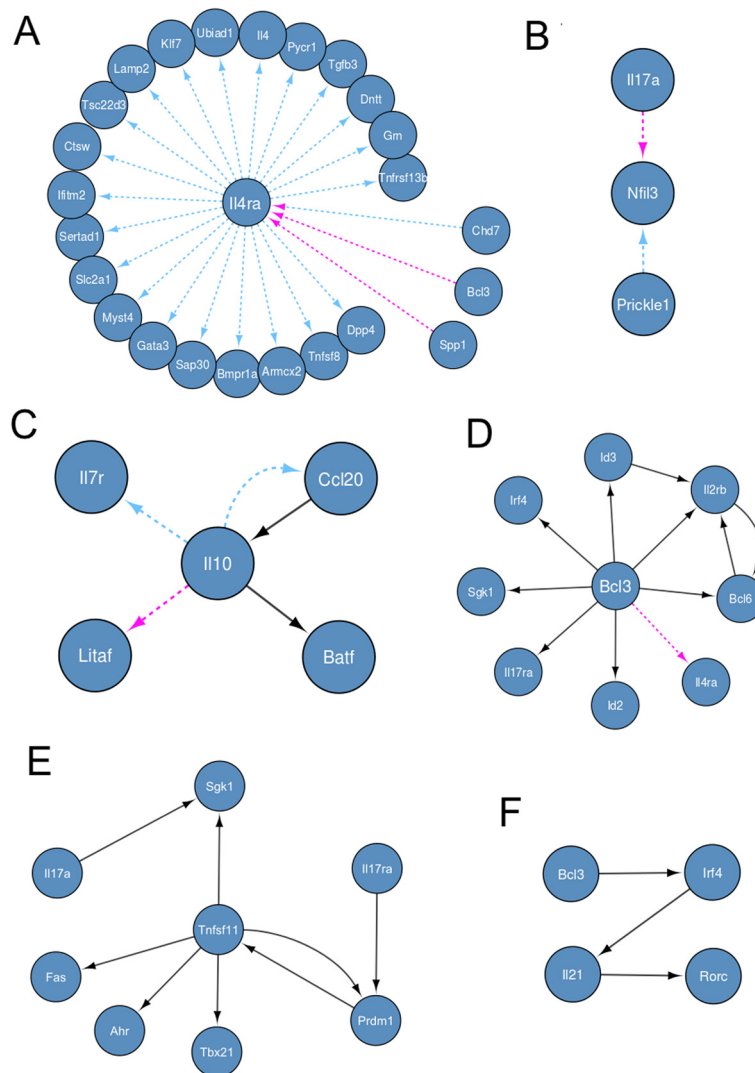 A
Ubiad1
Il4
Klf7
Pycr1
Lamp2
Tgfb3
Tsc22d3
Dntt
Ctsw
Grn
Tnfrsf13b
Ifitm2
Il4ra
Sertad1
Chd7
Slc2a1
Bcl3
Myst4
Gata3
Dpp4
Spp1
Sap30
Tnfsf8
Bmpr1a
Armcx2
B
Il17a
Nfil3
Prickle1
C
Il7r
Ccl20
Il10
Litaf
Batf
D
Id3
Il2rb
Irf4
Bcl3
Sgk1
Bcl6
Il17ra
Il4ra
Id2
E
Sgk1
Il17a
Il17ra
Tnfsf11
Fas
Ahr
Prdm1
Tbx21
F
Bcl3
Irf4
Il21
Rorc